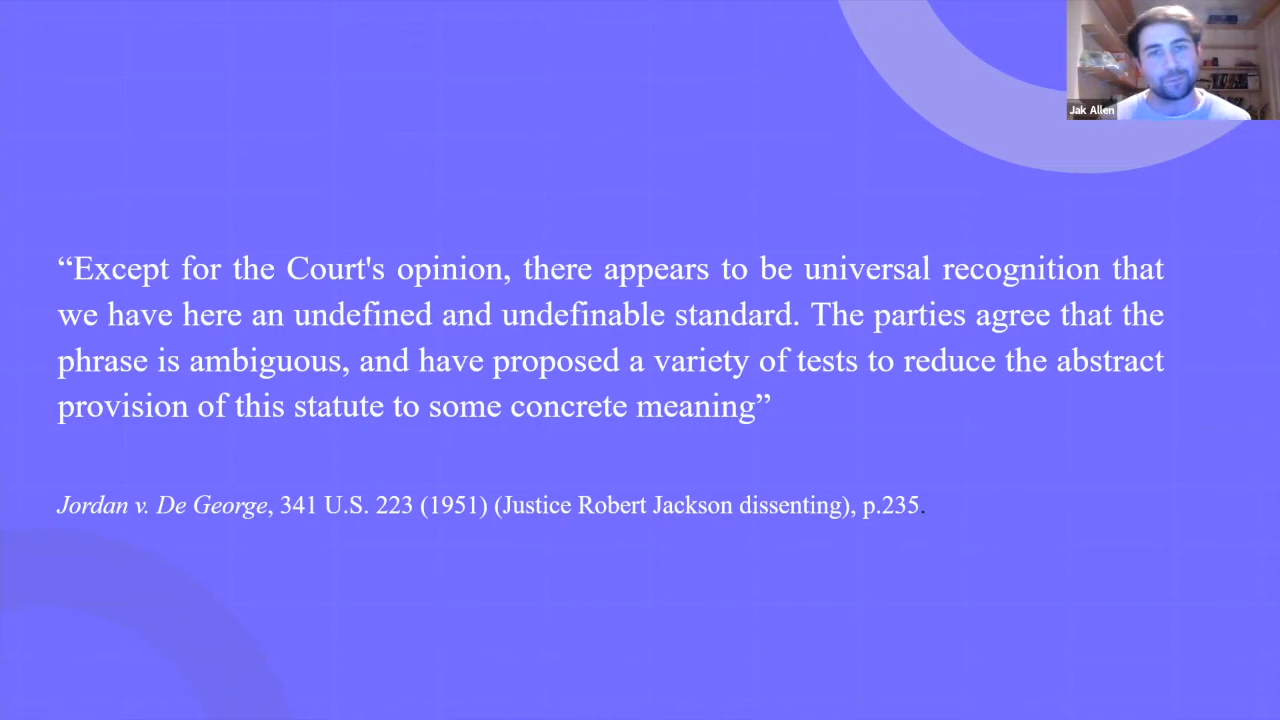 Jak Allen
“Except for the Court's opinion, there appears to be universal recognition that
we have here an undefined and undefinable standard. The parties agree that the
phrase is ambiguous, and have proposed a variety of tests to reduce the abstract
provision of this statute to some concrete meaning”
Jordan v. De George, 341 U.S. 223 (1951) (Justice Robert Jackson dissenting), p.235.